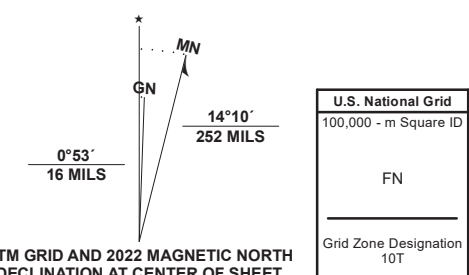 ★
MN
GN
14°10´
252 MILS
0°53´
16 MILS
TM GRID AND 2022 MAGNETIC NORTH
DECLINATION AT CENTER OF SHEET
U.S. National Grid
100,000 - m Square ID
FN
Grid Zone Designation
10T